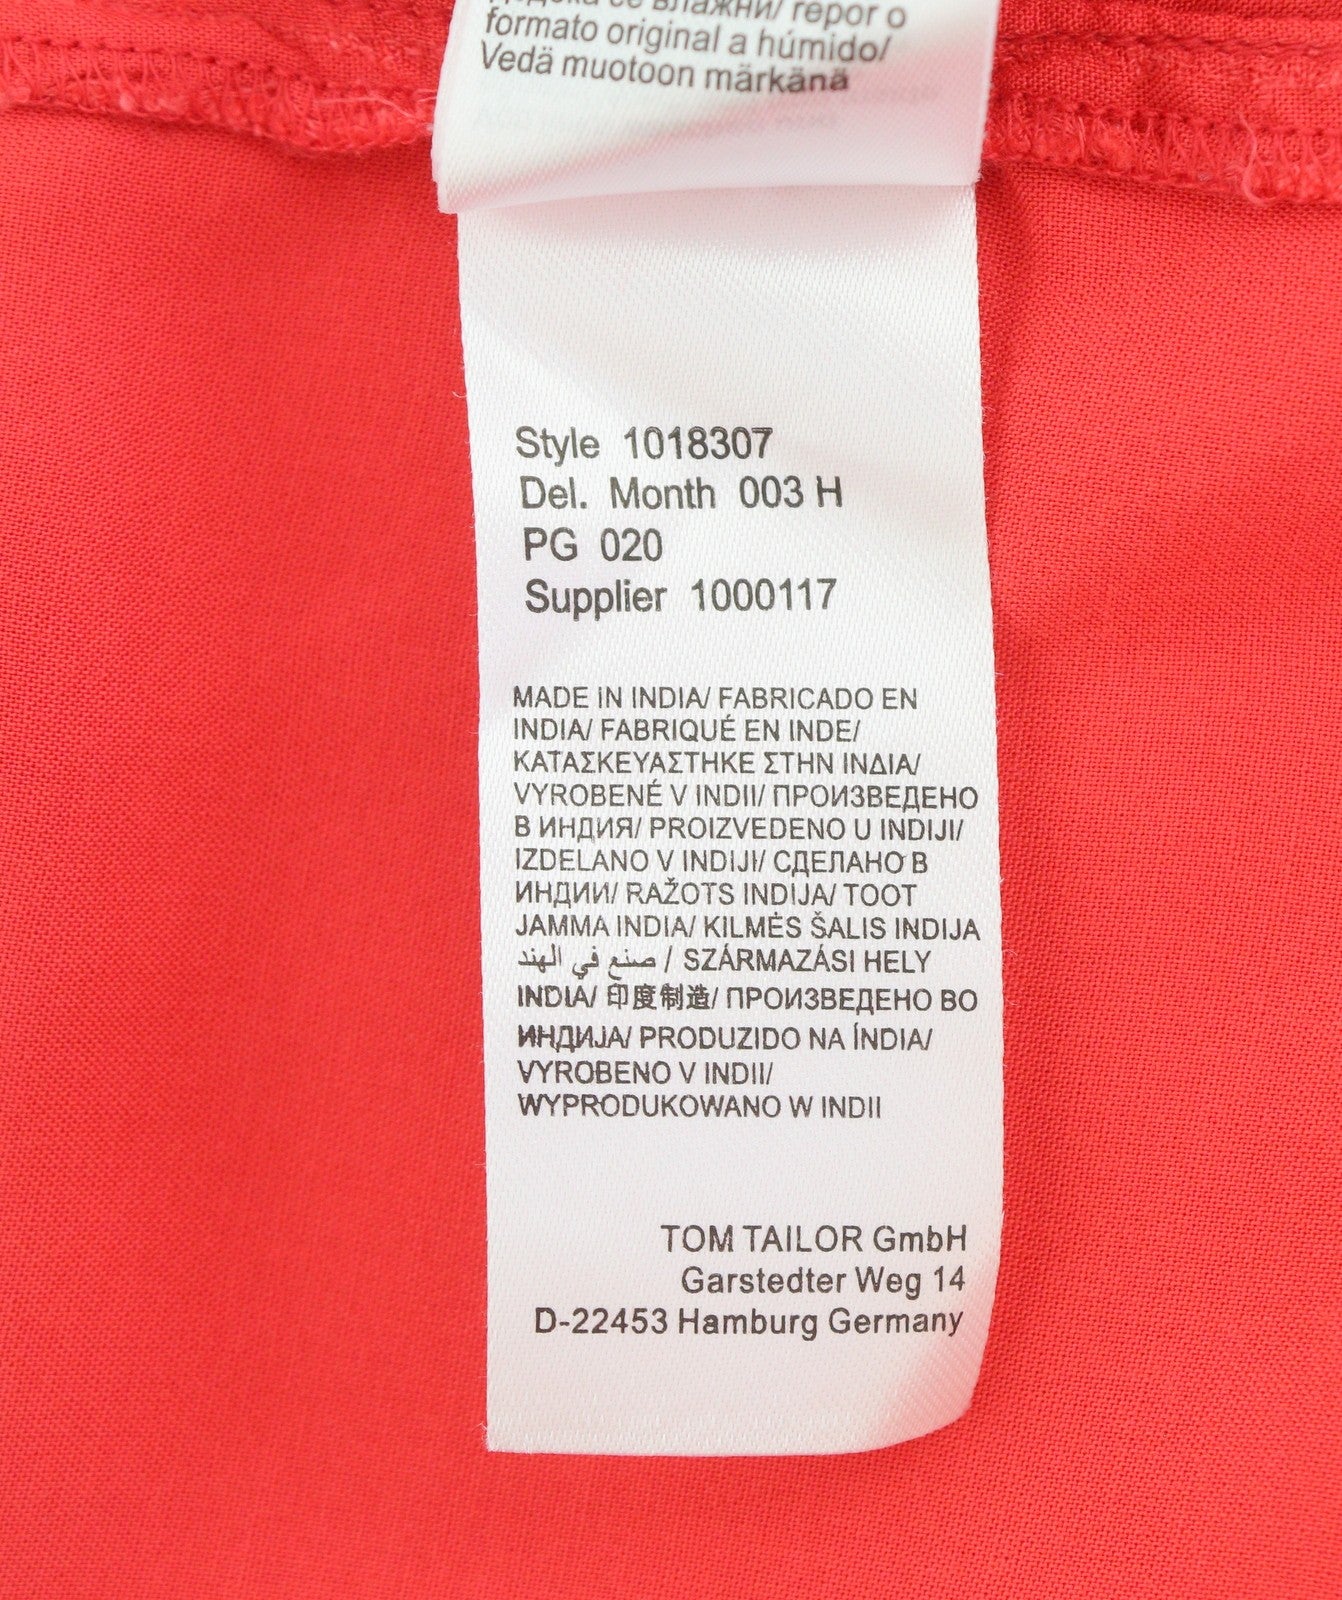 влажни/ repor o
formato original a húmido/
Vedä muotoon märkänä
Style 1018307
Del. Month 003 H
PG 020
Supplier 1000117
MADE IN INDIA/ FABRICADO EN
INDIA/ FABRIQUÉ EN INDE/
ΚΑΤΑΣΚΕΥΑΣΤΗΚΕ ΣΤΗΝ ΙΝΔΙΑ/
VYROBENÉ V INDII/ ПРОИЗВЕДЕНО
В ИНДИЯ/ PROIZVEDENO U INDIJI/
IZDELANO V INDIJI/ СДЕЛАНО В
ИНДИИ/ RAŽOTS INDIJA/ TOOT
JAMMA INDIA/ KILMĖS ŠALIS INDIJA
صنع في الهند / SZÁRMAZÁSI HELY
INDIA/ 印度制造/ ПРОИЗВЕДЕНО ВО
ИНДИЈА/ PRODUZIDO NA ÍNDIA/
VYROBENO V INDII/
WYPRODUKOWANO W INDII
TOM TAILOR GmbH
Garstedter Weg 14
D-22453 Hamburg Germany